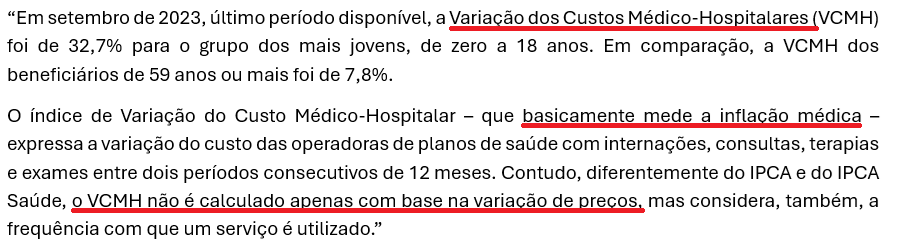 “Em setembro de 2023, último período disponível, a Variação dos Custos Médico-Hospitalares (VCMH)
foi de 32,7% para o grupo dos mais jovens, de zero a 18 anos. Em comparação, a VCMH dos
beneficiários de 59 anos ou mais foi de 7,8%.
O índice de Variação do Custo Médico-Hospitalar – que basicamente mede a inflação médica –
expressa a variação do custo das operadoras de planos de saúde com internações, consultas, terapias
e exames entre dois períodos consecutivos de 12 meses. Contudo, diferentemente do IPCA e do IPCA
Saúde, o VCMH não é calculado apenas com base na variação de preços, mas considera, também, a
frequência com que um serviço é utilizado.”